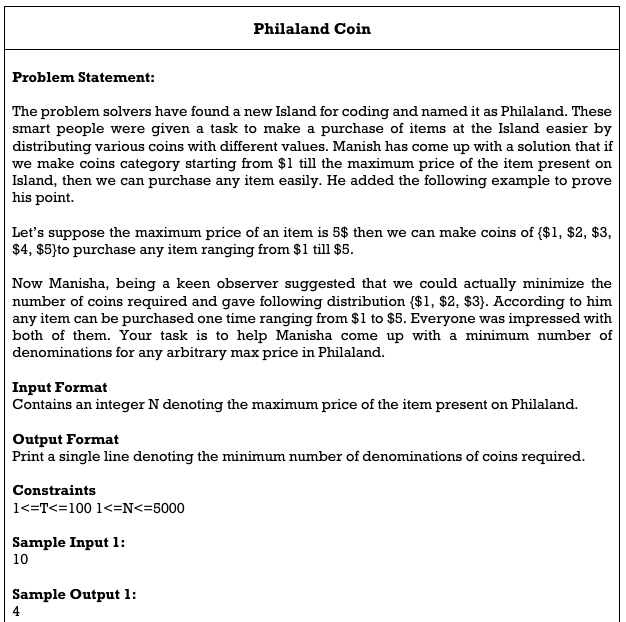 Philaland Coin
Problem Statement:
The problem solvers have found a new Island for coding and named it as Philaland. These
smart people were given a task to make a purchase of items at the Island easier by
distributing various coins with different values. Manish has come up with a solution that if
we make coins category starting from $1 till the maximum price of the item present on
Island, then we can purchase any item easily. He added the following example to prove
his point.
Let's suppose the maximum price of an item is 5$ then we can make coins of {$1, $2, $3,
$4, $5}to purchase any item ranging from $1 till $5.
Now Manisha, being a keen observer suggested that we could actually minimize the
number of coins required and gave following distribution {$1, $2, $3}. According to him
any item can be purchased one time ranging from $1 to $5. Everyone was impressed with
both of them. Your task is to help Manisha come up with a minimum number of
denominations for any arbitrary max price in Philaland.
Input Format
Contains an integer N denoting the maximum price of the item present on Philaland.
Output Format
Print a single line denoting the minimum number of denominations of coins required.
Constraints
1<=T<=100 1<=N<=5000
Sample Input 1:
10
Sample Output 1:
4